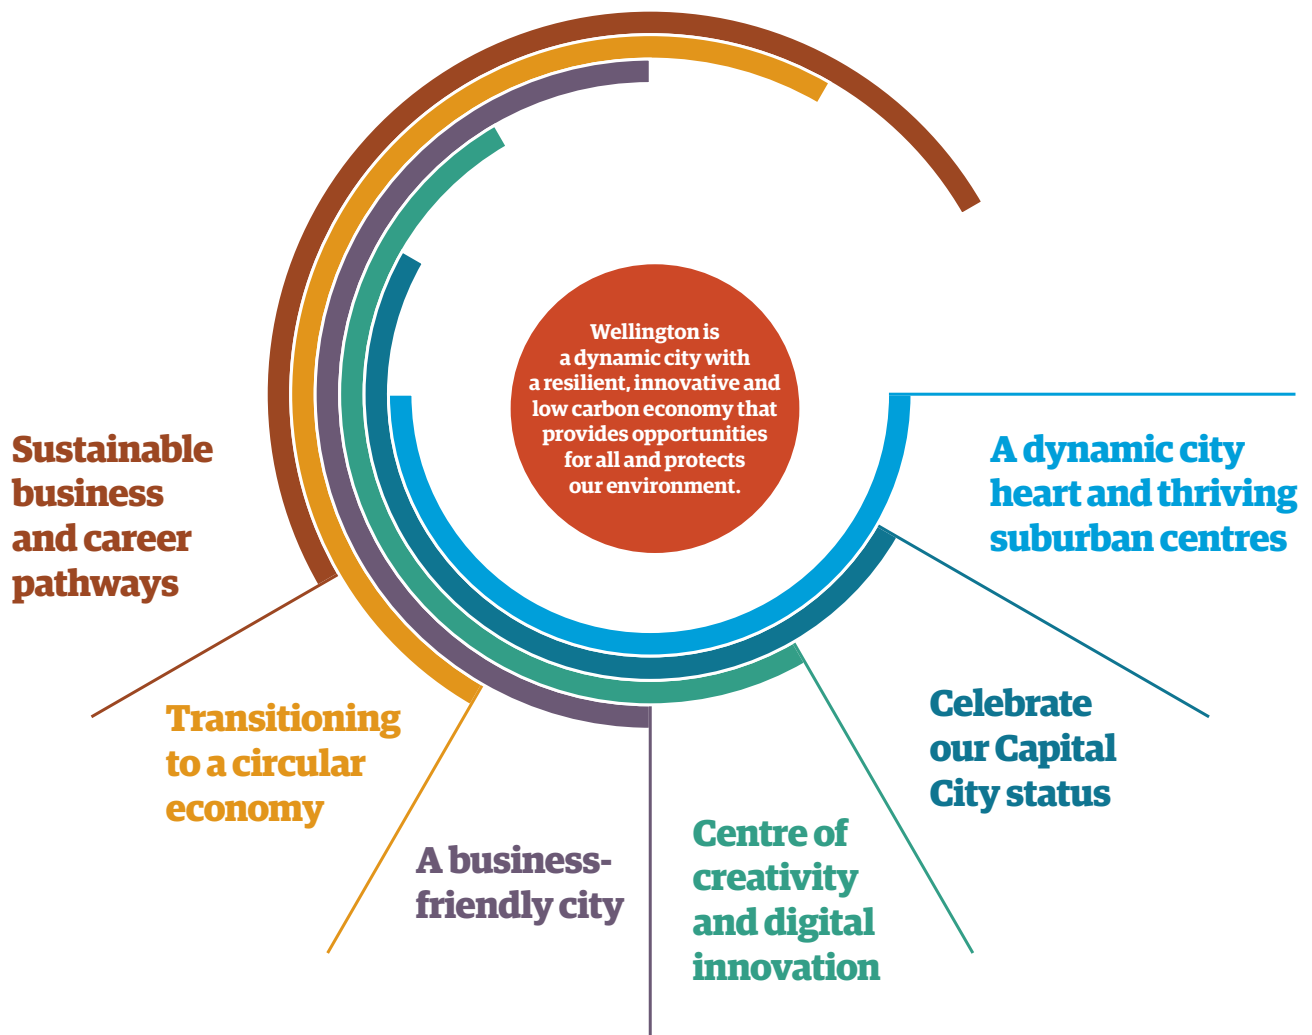 Wellington is
a dynamic city with
a resilient, innovative and
low carbon economy that
provides opportunities
for all and protects
our environment.
Sustainable
business
and career
pathways
Transitioning
to a circular
economy
A business-
friendly city
Centre of
creativity
and digital
innovation
Celebrate
our Capital
City status
A dynamic city
heart and thriving
suburban centres